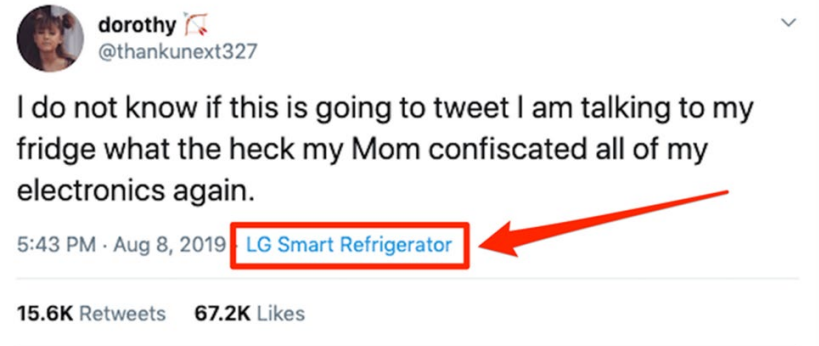 dorothy
@thankunext327
I do not know if this is going to tweet I am talking to my
fridge what the heck my Mom confiscated all of my
electronics again.
5:43 PM · Aug 8, 2019 · LG Smart Refrigerator
15.6K Retweets 67.2K Likes